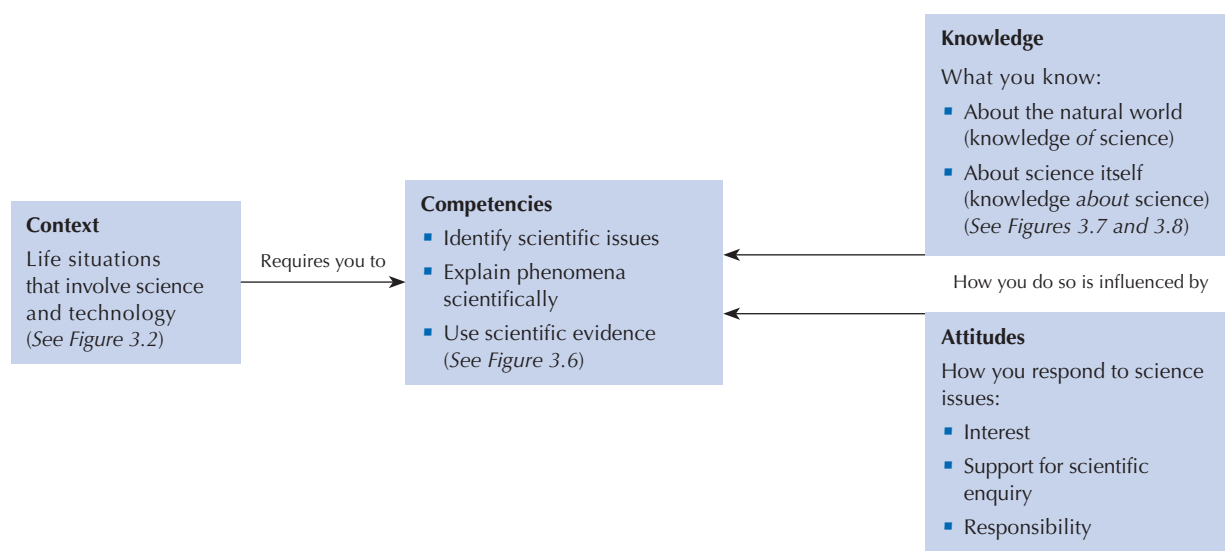 Context
Life situations
that involve science
and technology
(See Figure 3.2)
Requires you to
Competencies
Identify scientific issues
Explain phenomena
scientifically
Use scientific evidence
(See Figure 3.6)
Knowledge
What you know:
About the natural world
(knowledge of science)
About science itself
(knowledge about science)
(See Figures 3.7 and 3.8)
How you do so is influenced by
Attitudes
How you respond to science
issues:
Interest
Support for scientific
enquiry
Responsibility